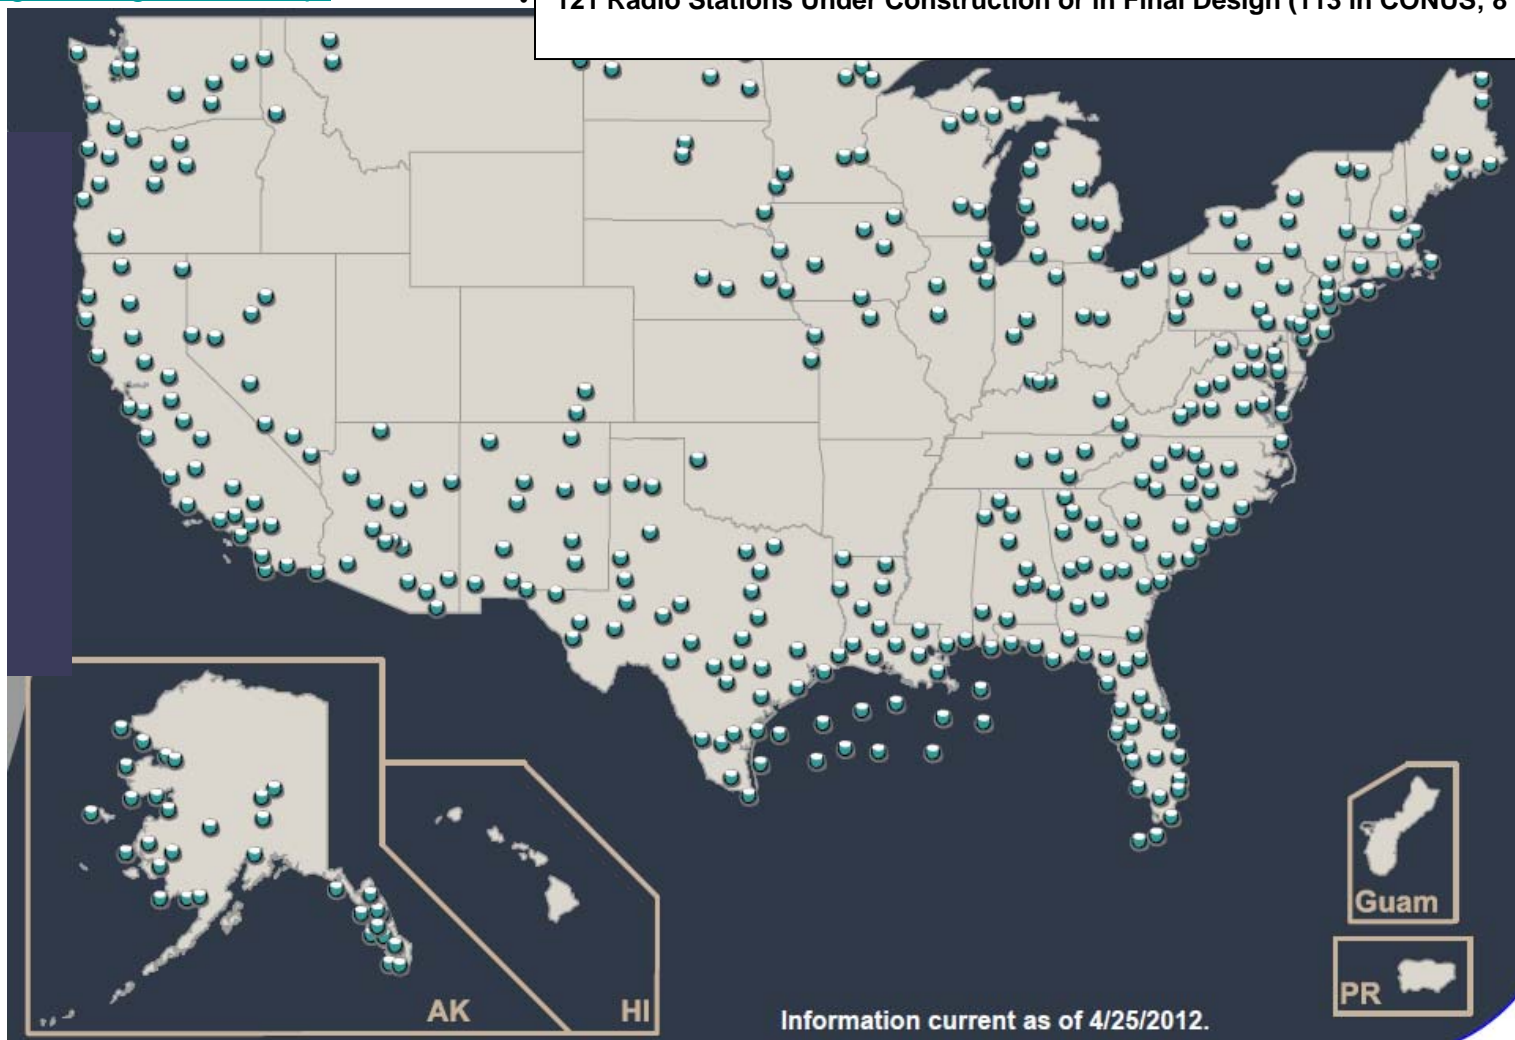 121 Radio Stations Under Construction or in Final Design (113 in CONUS, 8
Guam
PR
AK
HI
Information current as of 4/25/2012.